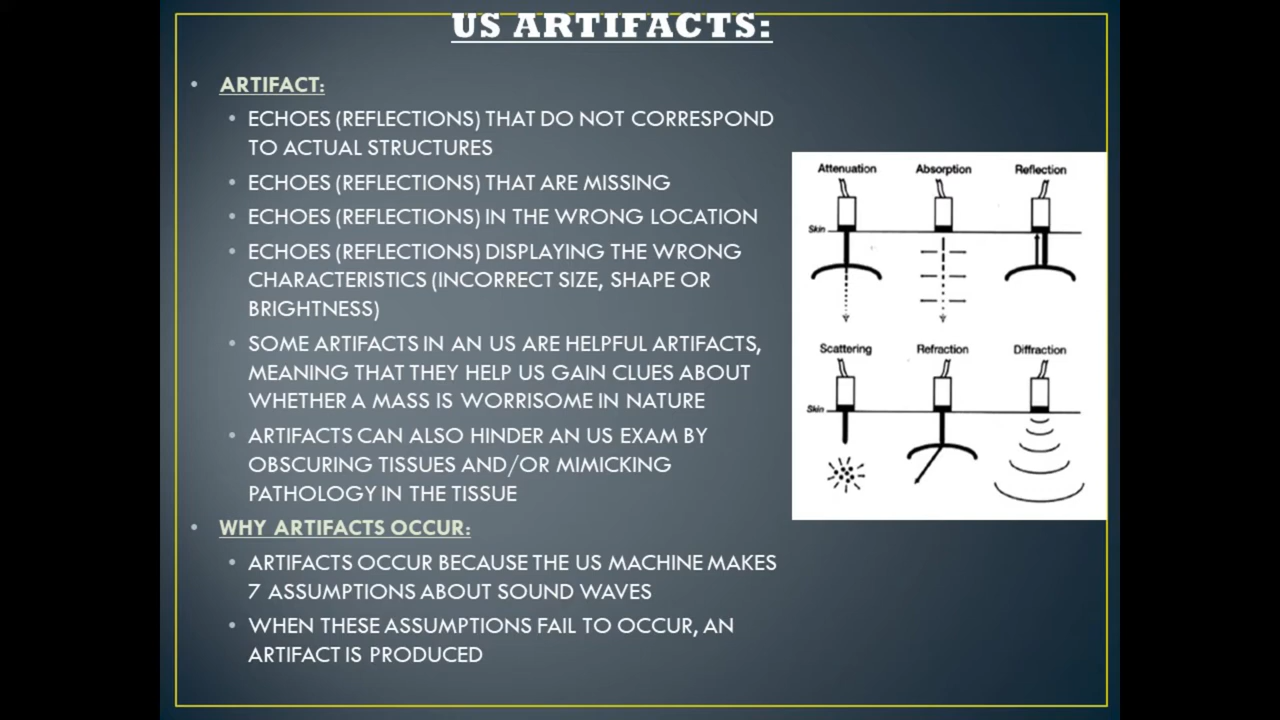 US ARTIFACTS:
• ARTIFACT:
• ECHOES (REFLECTIONS) THAT DO NOT CORRESPOND
TO ACTUAL STRUCTURES
• ECHOES (REFLECTIONS) THAT ARE MISSING
• ECHOES (REFLECTIONS) IN THE WRONG LOCATION
• ECHOES (REFLECTIONS) DISPLAYING THE WRONG
CHARACTERISTICS (INCORRECT SIZE, SHAPE OR
BRIGHTNESS)
• SOME ARTIFACTS IN AN US ARE HELPFUL ARTIFACTS,
MEANING THAT THEY HELP US GAIN CLUES ABOUT
WHETHER A MASS IS WORRISOME IN NATURE
• ARTIFACTS CAN ALSO HINDER AN US EXAM BY
OBSCURING TISSUES AND/OR MIMICKING
PATHOLOGY IN THE TISSUE
• WHY ARTIFACTS OCCUR:
• ARTIFACTS OCCUR BECAUSE THE US MACHINE MAKES
7 ASSUMPTIONS ABOUT SOUND WAVES
• WHEN THESE ASSUMPTIONS FAIL TO OCCUR, AN
ARTIFACT IS PRODUCED
Attenuation Absorption Reflection
Skin
Scattering Refraction Diffraction
Skin